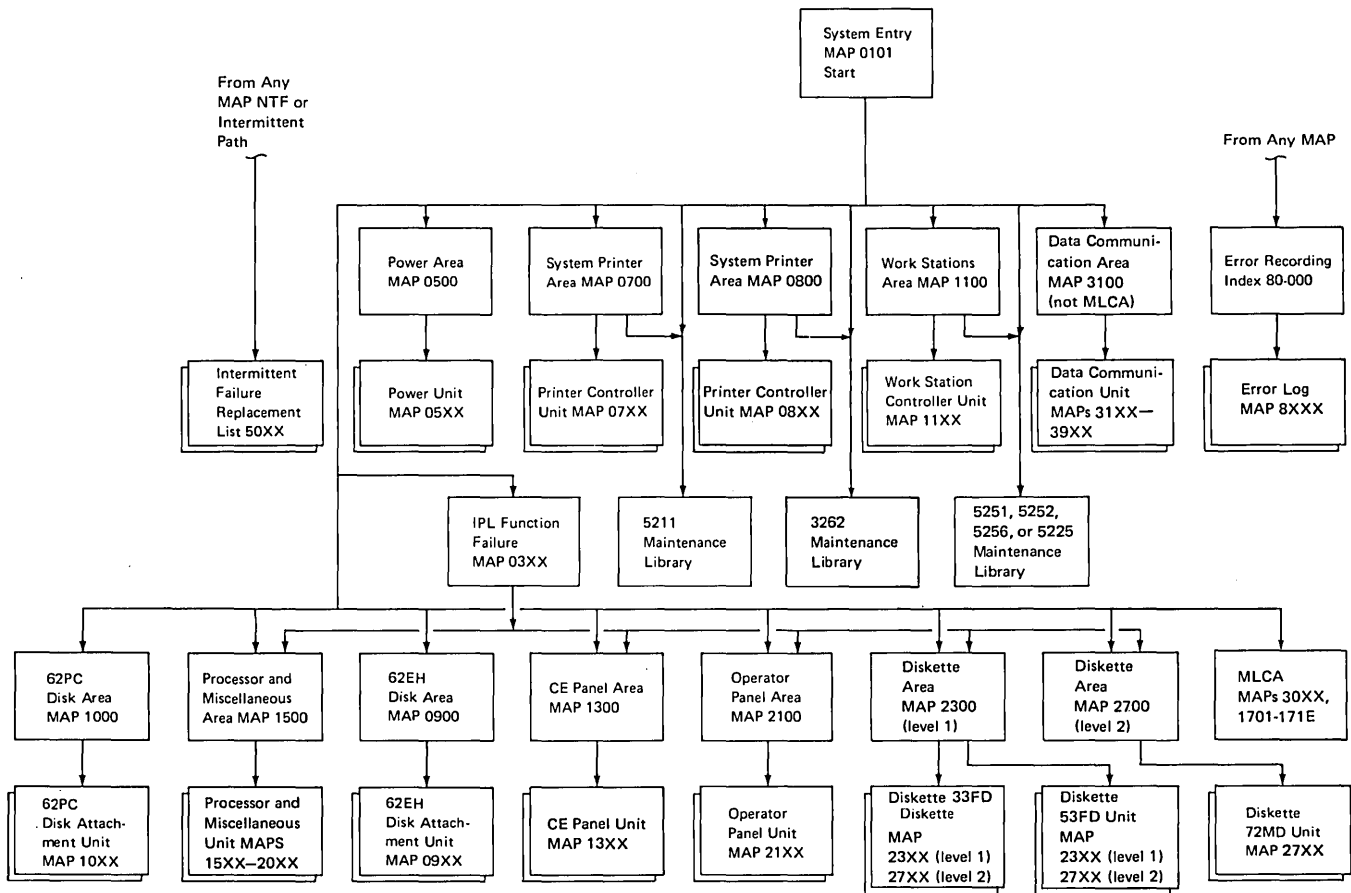 System Entry
MAP 0101
Start
From Any
MAP NTF or
Intermittent
Path
From Any MAP
Power Area
MAP 0500
System Printer
Area MAP 0700
System Printer
Area MAP 0800
Work Stations
Area MAP 1100
Data Communi-
cation Area
MAP 3100
(not MLCA)
Error Recording
Index 80-000
Intermittent
Failure
Replacement
List 50XX
Power Unit
MAP 05XX
Printer Controller
Unit MAP 07XX
Printer Controller
Unit MAP 08XX
Work Station
Controller Unit
MAP 11XX
Data Communi-
cation Unit
MAPs 31XX—
39XX
Error Log
MAP 8XXX
IPL Function
Failure
MAP 03XX
5211
Maintenance
Library
3262
Maintenance
Library
5251, 5252,
5256, or 5225
Maintenance
Library
62PC
Disk Area
MAP 1000
Processor and
Miscellaneous
Area MAP 1500
62EH
Disk Area
MAP 0900
CE Panel Area
MAP 1300
Operator
Panel Area
MAP 2100
Diskette
Area
MAP 2300
(level 1)
Diskette
Area
MAP 2700
(level 2)
MLCA
MAPs 30XX,
1701-171E
62PC
Disk Attach-
ment Unit
MAP 10XX
Processor and
Miscellaneous
Unit MAPS
15XX—20XX
62EH
Disk Attachment
Unit
MAP 09XX
CE Panel Unit
MAP 13XX
Operator
Panel Unit
MAP 21XX
Diskette 33FD
Diskette
MAP
23XX (level 1)
27XX (level 2)
Diskette
53FD Unit
MAP
23XX (level 1)
27XX (level 2)
Diskette
72MD Unit
MAP 27XX